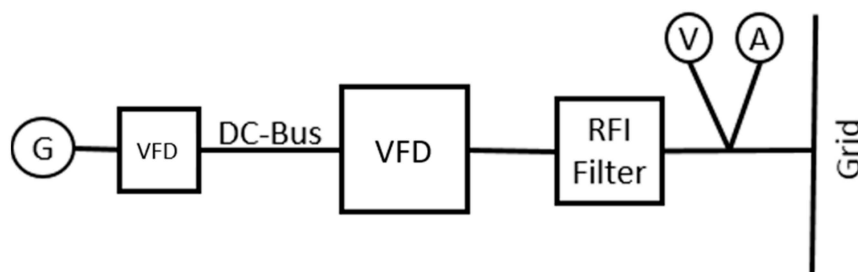 V
A
G
VFD
DC-Bus
VFD
RFI
Filter
Grid